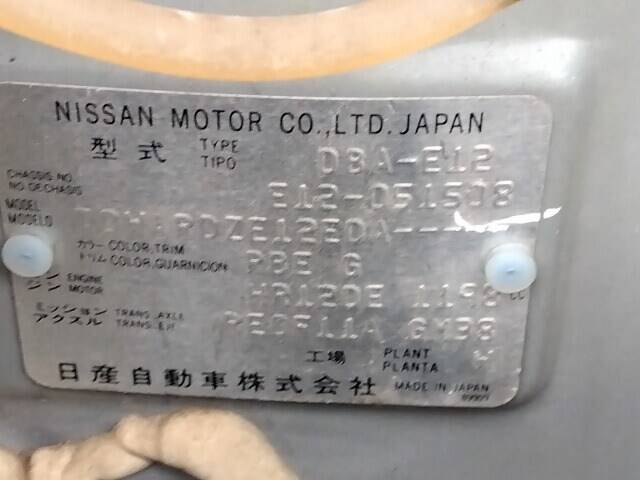 NISSAN MOTOR CO.,LTD. JAPAN
型式 TYPE TIPO DBA-E12
CHASSIS NO. NO. DE CHASIS E12-051508
MODEL MODELO
カラー COLOR, TRIM
トリム COLOR, GUARNICION PBE G
エンジン ENGINE MOTOR HR12DE 1198 cc
ミッション アクスル TRANS. AXLE TRANS. EJE RE0F11A GMB8
工場 PLANT PLANTA
日産自動車株式会社 MADE IN JAPAN